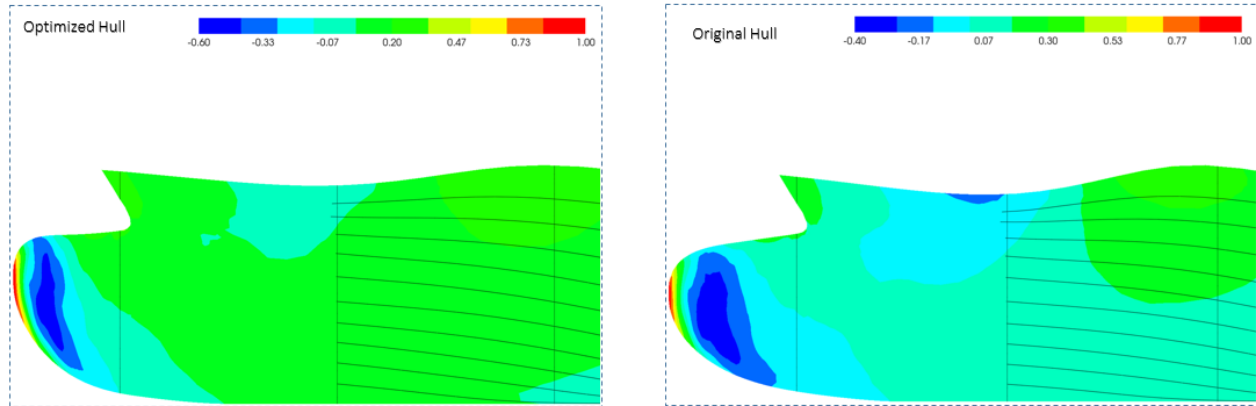 Optimized Hull
-0.60 -0.33 -0.07 0.20 0.47 0.73 1.00
Original Hull
-0.40 -0.17 0.07 0.30 0.53 0.77 1.00